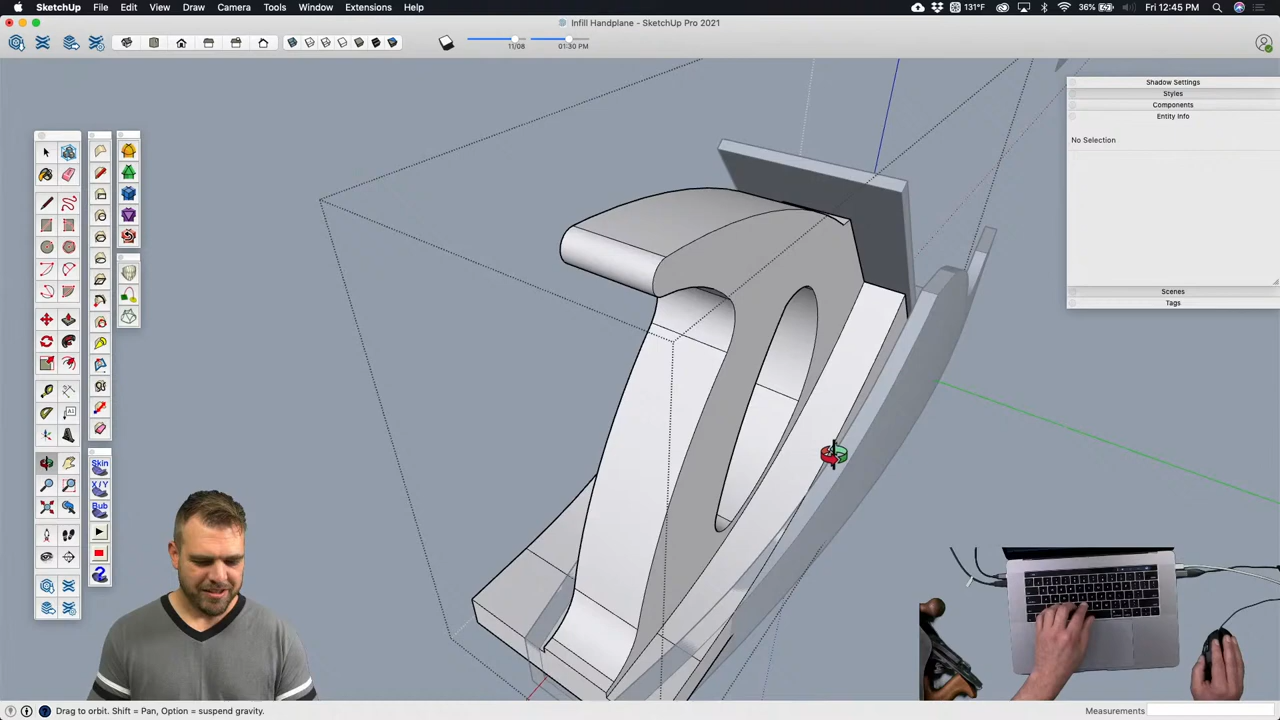 SketchUp File Edit View Draw Camera Tools Window Extensions Help
131°F 36% Fri 12:45 PM
Infill Handplane - SketchUp Pro 2021
11/08 01:30 PM
Shadow Settings
Styles
Components
Entity Info
No Selection
Scenes
Tags
A1
Skin
X/Y
Bub
Drag to orbit. Shift = Pan, Option = suspend gravity.
Measurements